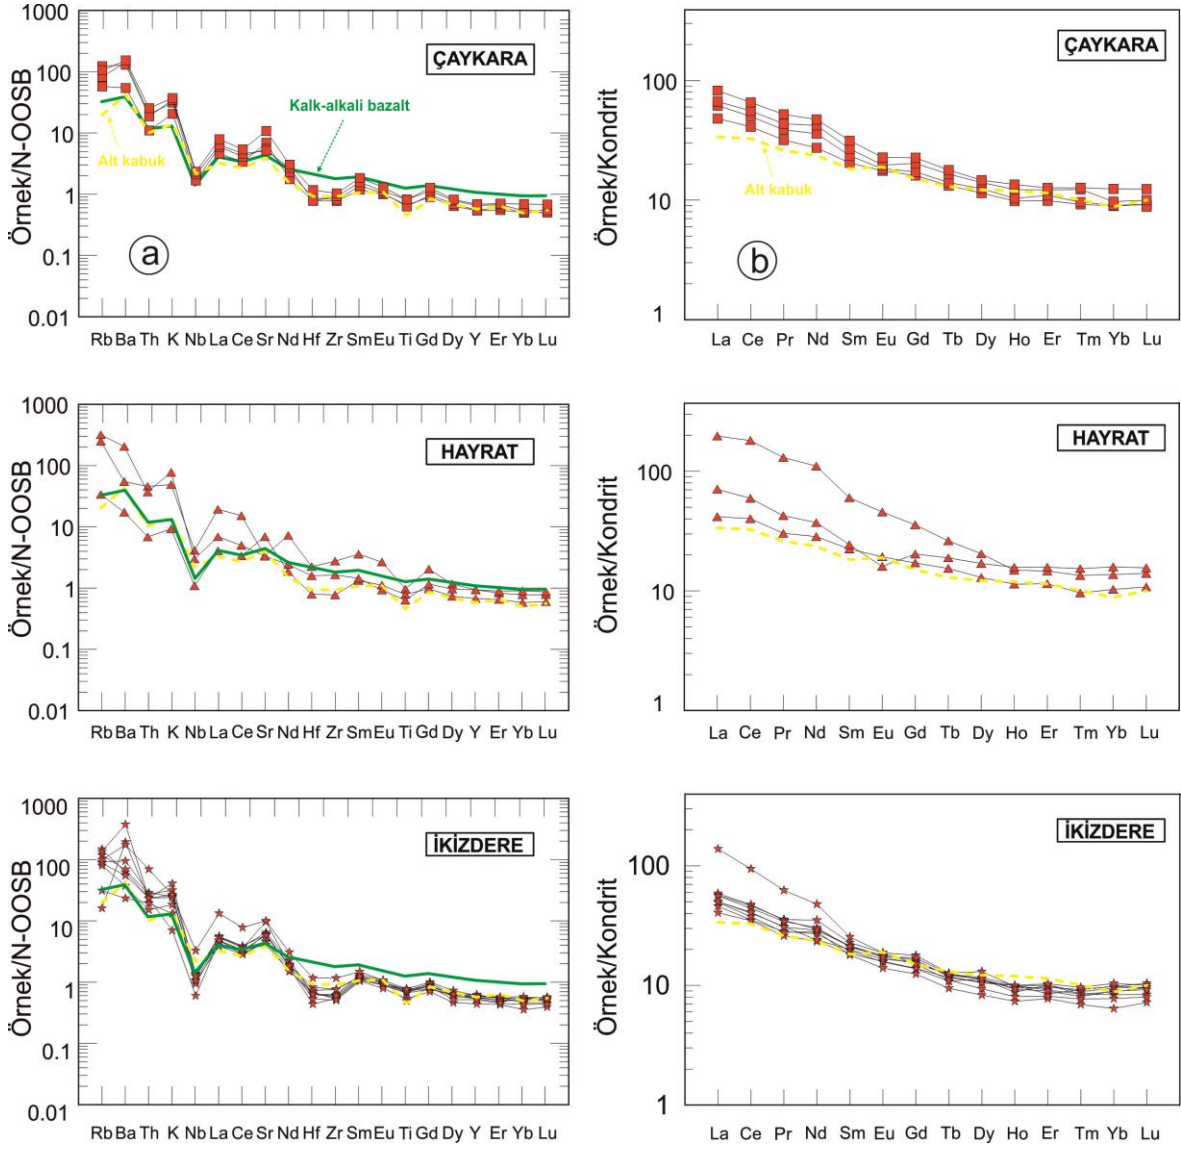 1000
100
10
1
0.1
0.01
Örnek/N-OOSB
ÇAYKARA
Kalk-alkali bazalt
Alt kabuk
a
Rb Ba Th K Nb La Ce Sr Nd Hf Zr Sm Eu Ti Gd Dy Y Er Yb Lu
100
10
1
Örnek/Kondrit
ÇAYKARA
Alt kabuk
b
La Ce Pr Nd Sm Eu Gd Tb Dy Ho Er Tm Yb Lu
1000
100
10
1
0.1
0.01
Örnek/N-OOSB
HAYRAT
Rb Ba Th K Nb La Ce Sr Nd Hf Zr Sm Eu Ti Gd Dy Y Er Yb Lu
100
10
1
Örnek/Kondrit
HAYRAT
La Ce Pr Nd Sm Eu Gd Tb Dy Ho Er Tm Yb Lu
1000
100
10
1
0.1
0.01
Örnek/N-OOSB
İKİZDERE
Rb Ba Th K Nb La Ce Sr Nd Hf Zr Sm Eu Ti Gd Dy Y Er Yb Lu
100
10
1
Örnek/Kondrit
İKİZDERE
La Ce Pr Nd Sm Eu Gd Tb Dy Ho Er Tm Yb Lu